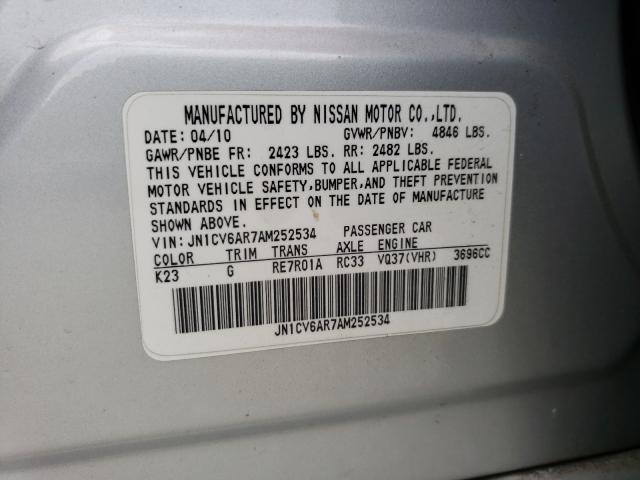 MANUFACTURED BY NISSAN MOTOR CO.,LTD.
DATE: 04/10 GVWR/PNBV: 4846 LBS.
GAWR/PNBE FR: 2423 LBS. RR: 2482 LBS.
THIS VEHICLE CONFORMS TO ALL APPLICABLE FEDERAL
MOTOR VEHICLE SAFETY,BUMPER,AND THEFT PREVENTION
STANDARDS IN EFFECT ON THE DATE OF MANUFACTURE
SHOWN ABOVE.
VIN: JN1CV6AR7AM252534 PASSENGER CAR
COLOR TRIM TRANS AXLE ENGINE
K23 G RE7R01A RC33 VQ37(VHR) 3696CC
JN1CV6AR7AM252534